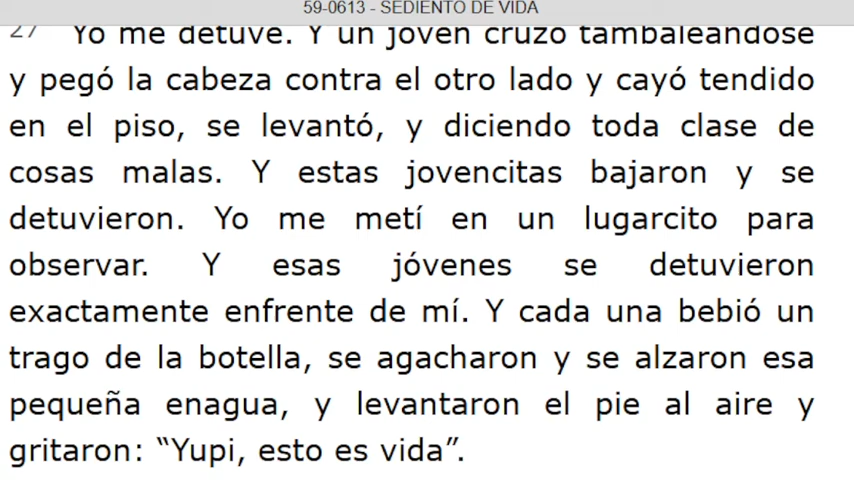 59-0613 - SEDIENTO DE VIDA
27 Yo me detuve. Y un joven cruzó tambaleándose
y pegó la cabeza contra el otro lado y cayó tendido
en el piso, se levantó, y diciendo toda clase de
cosas malas. Y estas jovencitas bajaron y se
detuvieron. Yo me metí en un lugarcito para
observar. Y esas jóvenes se detuvieron
exactamente enfrente de mí. Y cada una bebió un
trago de la botella, se agacharon y se alzaron esa
pequeña enagua, y levantaron el pie al aire y
gritaron: “Yupi, esto es vida”.